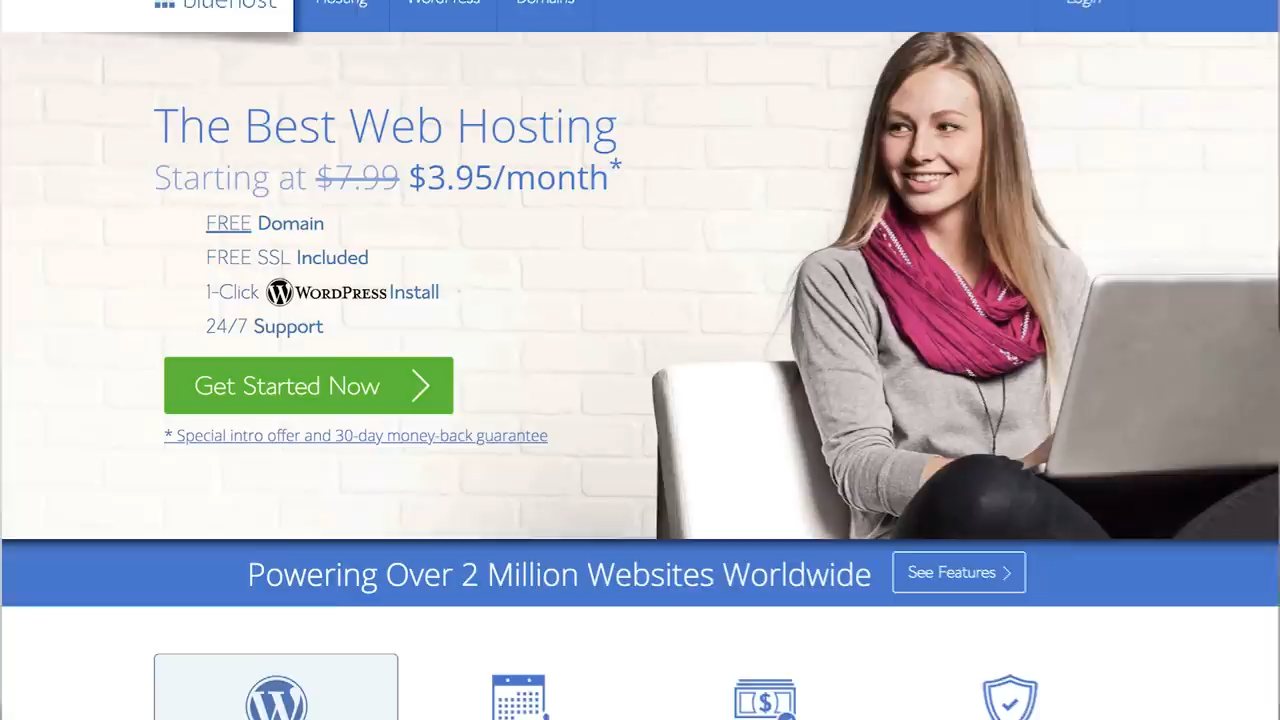 bluehost
Hosting
WordPress
Domains
Login
The Best Web Hosting
Starting at $7.99 $3.95/month*
FREE Domain
FREE SSL Included
1-Click WORDPRESS Install
24/7 Support
Get Started Now
* Special intro offer and 30-day money-back guarantee
Powering Over 2 Million Websites Worldwide
See Features